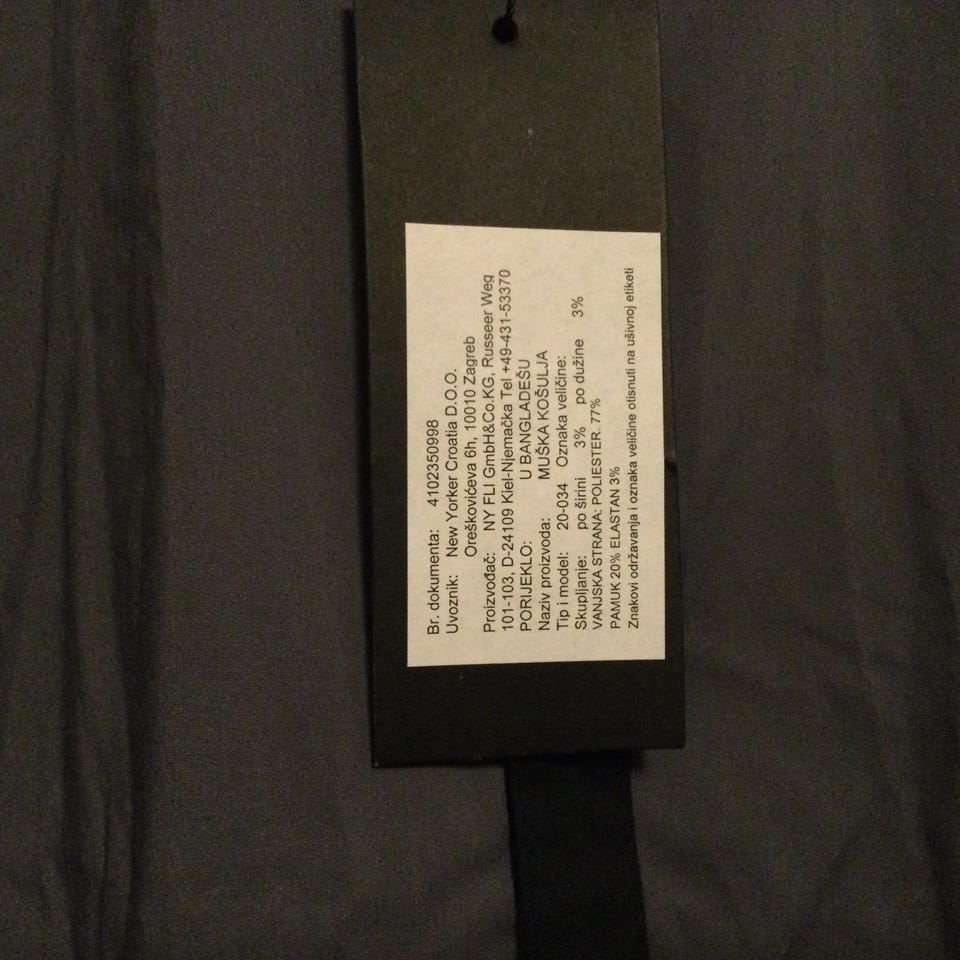 Br. dokumenta: 4102350998
Uvoznik: New Yorker Croatia D.O.O.
Oreškovićeva 6h, 10010 Zagreb
Proizvođač: NY FLI GmbH&Co.KG, Russeer Weg
101-103, D-24109 Kiel-Njemačka Tel +49-431-53370
PORIJEKLO: U BANGLADEŠU
Naziv proizvoda: MUŠKA KOŠULJA
Tip i model: 20-034 Oznaka veličine:
Skupljanje: po širini 3% po dužine 3%
VANJSKA STRANA: POLIESTER. 77%
PAMUK 20% ELASTAN 3%
Znakovi održavanja i oznaka veličine otisnuti na ušivnoj etiketi